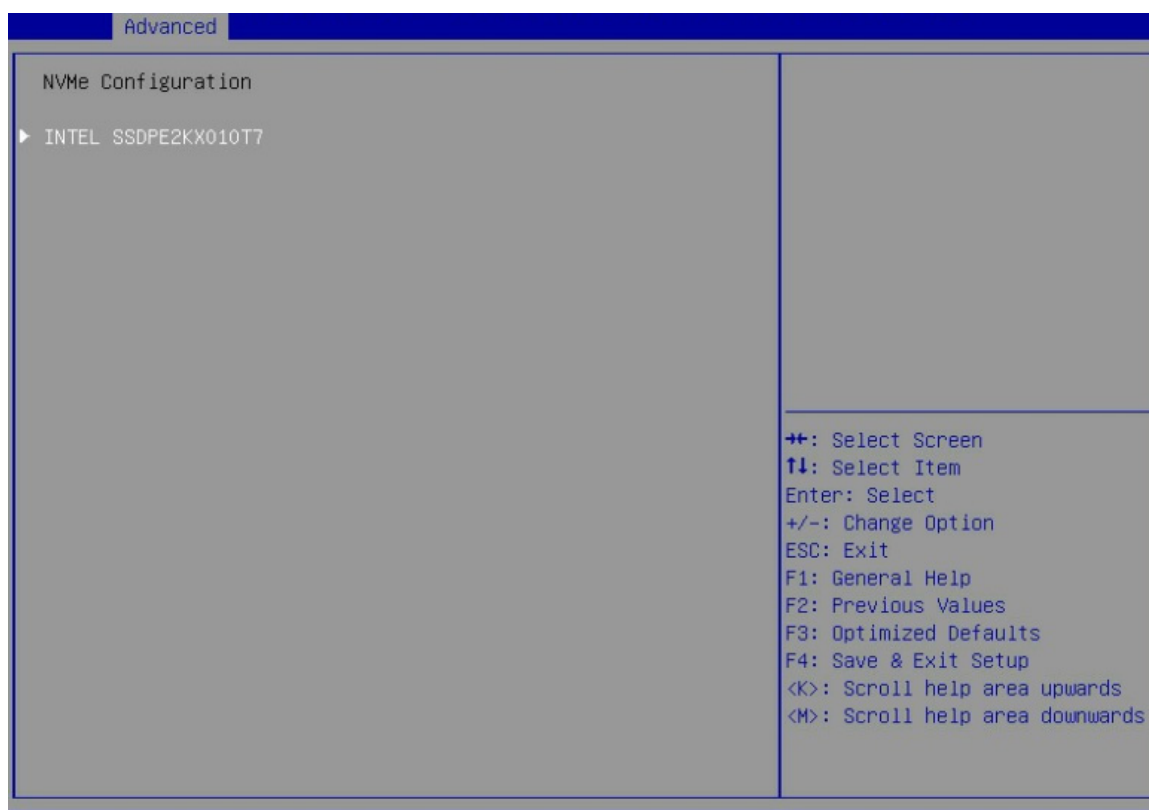 Advanced
NVMe Configuration
INTEL SSDPE2KX010T7
→←: Select Screen
↑↓: Select Item
Enter: Select
+/-: Change Option
ESC: Exit
F1: General Help
F2: Previous Values
F3: Optimized Defaults
F4: Save & Exit Setup
<K>: Scroll help area upwards
<M>: Scroll help area downwards